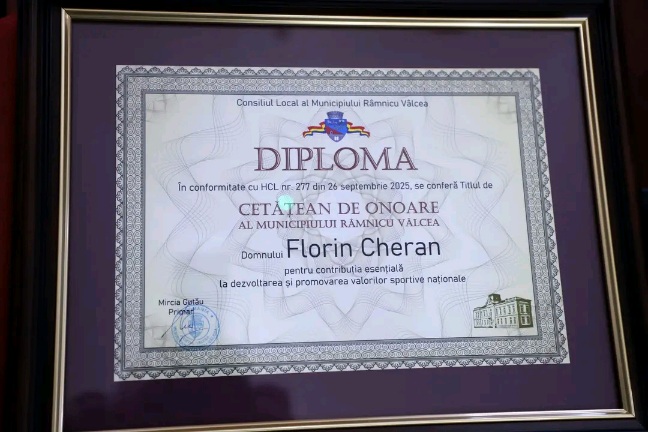 Consiliul Local al Municipiului Râmnicu Vâlcea
DIPLOMA
În conformitate cu HCL nr. 277 din 26 septembrie 2025, se conferă Titlul de
CETĂȚEAN DE ONOARE
AL MUNICIPIULUI RÂMNICU VÂLCEA
Domnului Florin Cheran
pentru contribuția esențială
la dezvoltarea și promovarea valorilor sportive naționale
Mircia Gutău
Primar